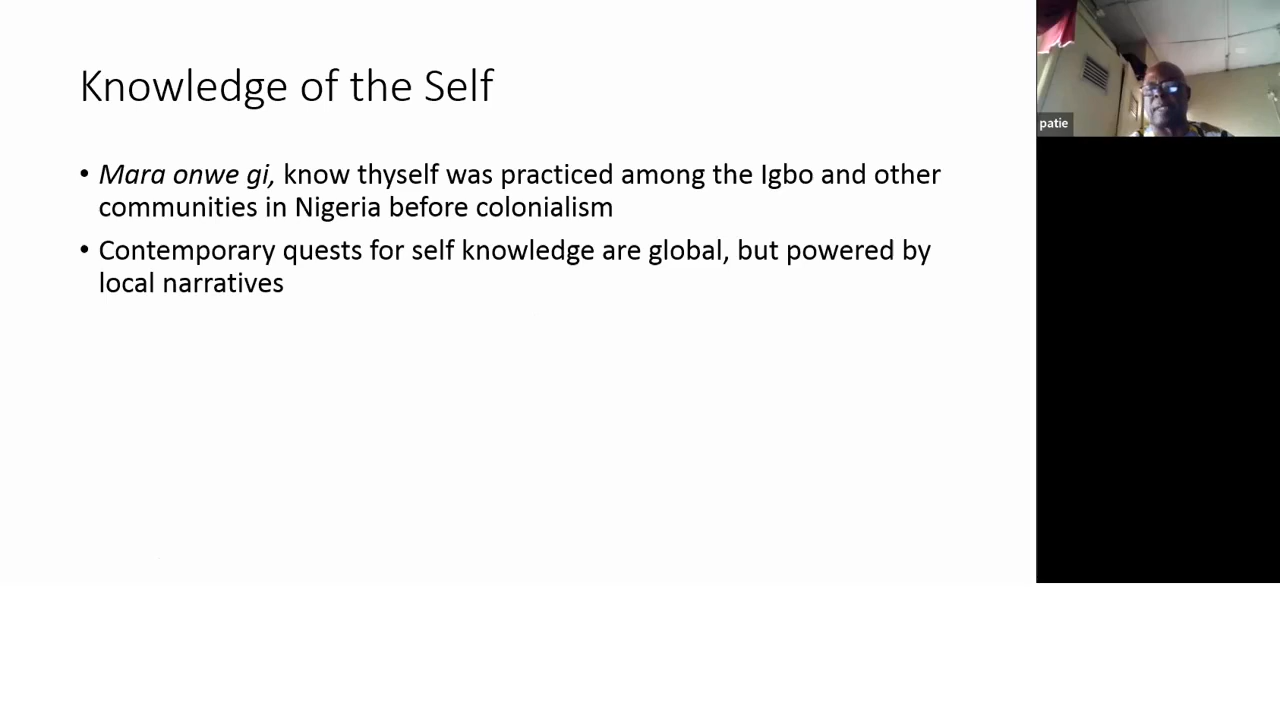 Knowledge of the Self
• Mara onwe gi, know thyself was practiced among the Igbo and other
communities in Nigeria before colonialism
• Contemporary quests for self knowledge are global, but powered by
local narratives
patie